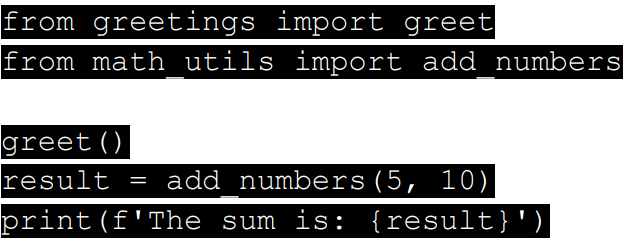 from greetings import greet
from math_utils import add_numbers
greet()
result = add_numbers(5, 10)
print(f'The sum is: {result}')